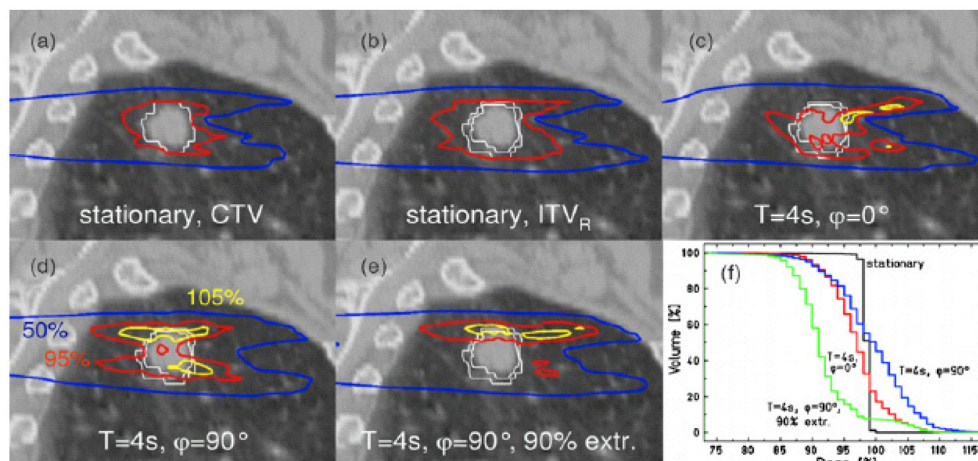 (a)
stationary, CTV
(b)
stationary, ITV_R
(c)
T=4s, φ=0°
(d)
105%
50%
95%
T=4s, φ=90°
(e)
T=4s, φ=90°, 90% extr.
(f)
Volume [%]
100
80
60
40
20
0
stationary
T=4s,
φ=0°
T=4s, φ=90°
T=4s, φ=90°,
90% extr.
75 80 85 90 95 100 105 110 115